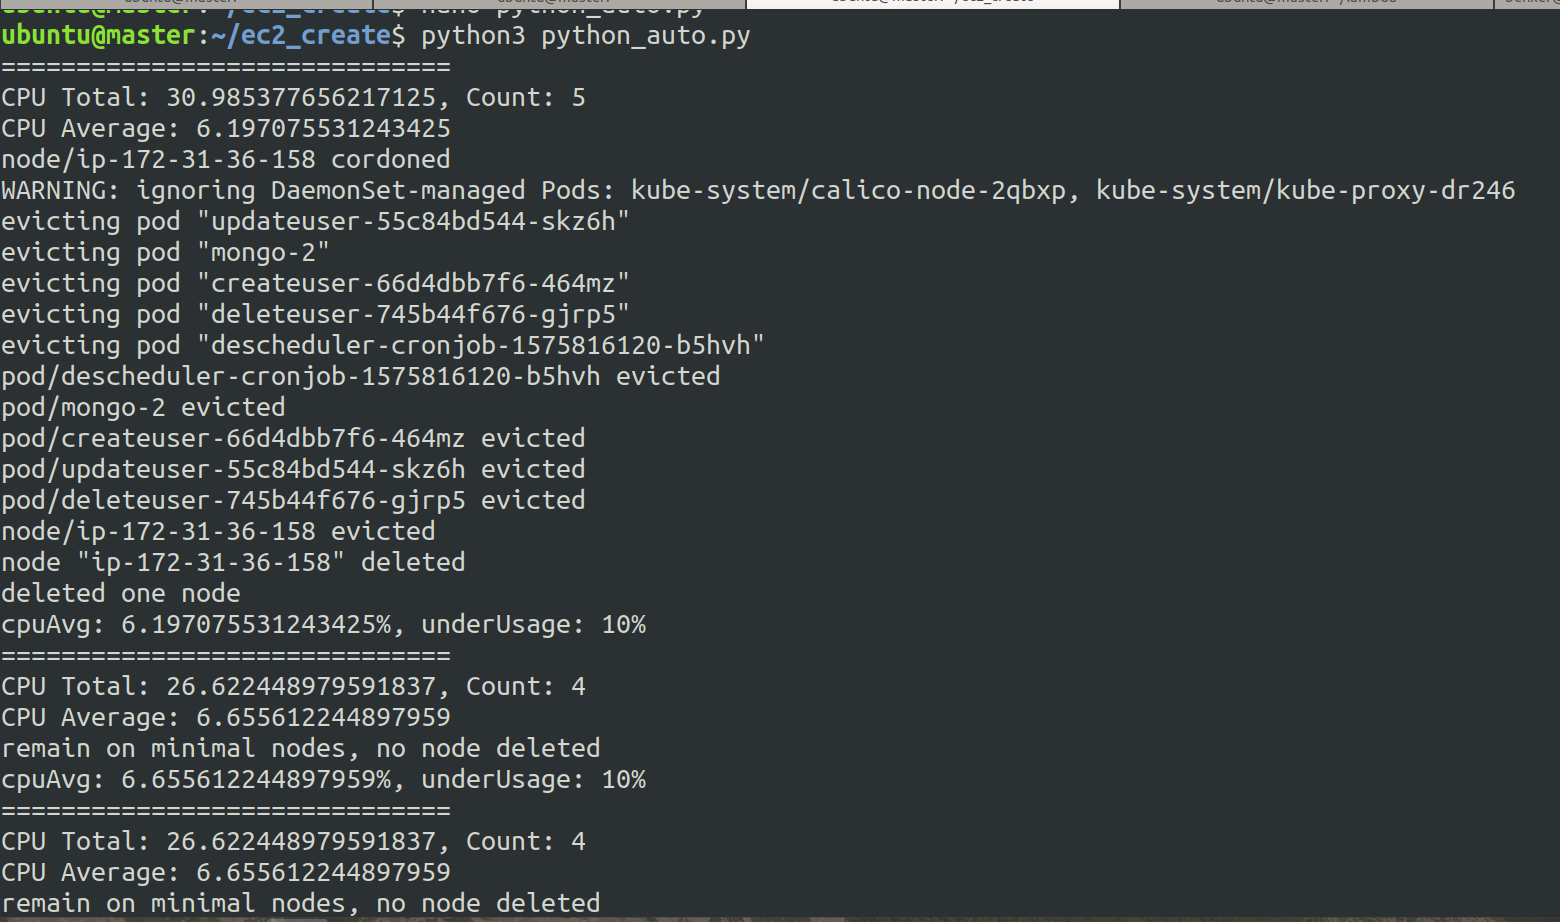 ubuntu@master:~/ec2_create$ nano python_auto.py
ubuntu@master:~/ec2_create$ python3 python_auto.py
==============================
CPU Total: 30.985377656217125, Count: 5
CPU Average: 6.197075531243425
node/ip-172-31-36-158 cordoned
WARNING: ignoring DaemonSet-managed Pods: kube-system/calico-node-2qbxp, kube-system/kube-proxy-dr246
evicting pod "updateuser-55c84bd544-skz6h"
evicting pod "mongo-2"
evicting pod "createuser-66d4dbb7f6-464mz"
evicting pod "deleteuser-745b44f676-gjrp5"
evicting pod "descheduler-cronjob-1575816120-b5hvh"
pod/descheduler-cronjob-1575816120-b5hvh evicted
pod/mongo-2 evicted
pod/createuser-66d4dbb7f6-464mz evicted
pod/updateuser-55c84bd544-skz6h evicted
pod/deleteuser-745b44f676-gjrp5 evicted
node/ip-172-31-36-158 evicted
node "ip-172-31-36-158" deleted
deleted one node
cpuAvg: 6.197075531243425%, underUsage: 10%
==============================
CPU Total: 26.622448979591837, Count: 4
CPU Average: 6.655612244897959
remain on minimal nodes, no node deleted
cpuAvg: 6.655612244897959%, underUsage: 10%
==============================
CPU Total: 26.622448979591837, Count: 4
CPU Average: 6.655612244897959
remain on minimal nodes, no node deleted